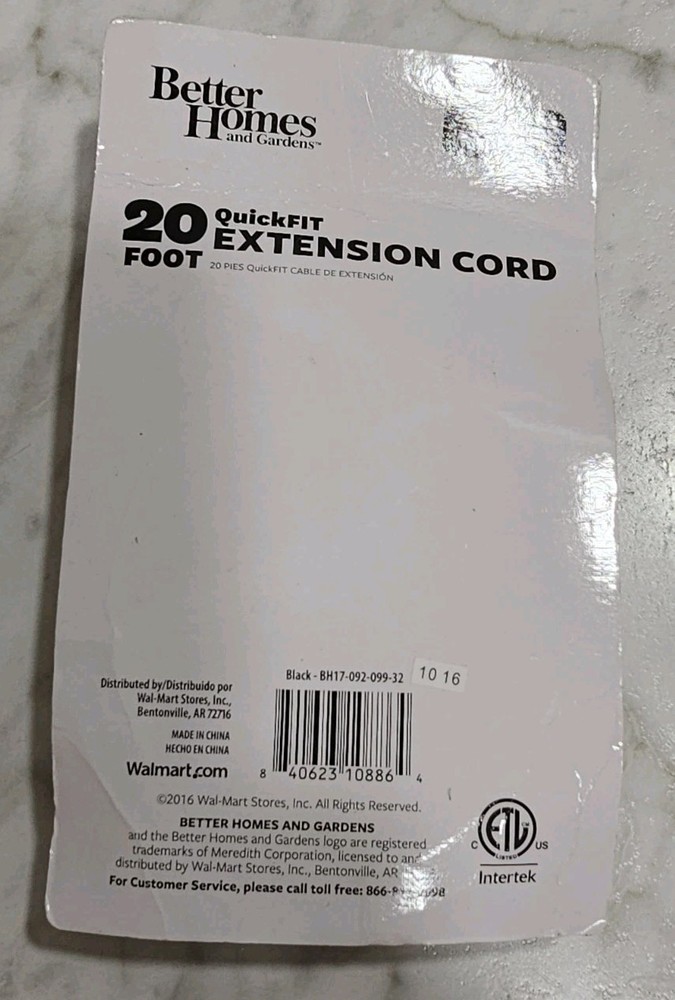 Better
Homes
and Gardens™
20 QuickFIT
EXTENSION CORD
FOOT 20 PIES QuickFIT CABLE DE EXTENSIÓN
Black - BH17-092-099-32 10 16
Distributed by/Distribuido por
Wal-Mart Stores, Inc.,
Bentonville, AR 72716
MADE IN CHINA
HECHO EN CHINA
Walmart.com
8 40623 10886 4
©2016 Wal-Mart Stores, Inc. All Rights Reserved.
BETTER HOMES AND GARDENS
and the Better Homes and Gardens logo are registered
trademarks of Meredith Corporation, licensed to and
distributed by Wal-Mart Stores, Inc., Bentonville, AR
For Customer Service, please call toll free:
ETL
LISTED
C US
Intertek